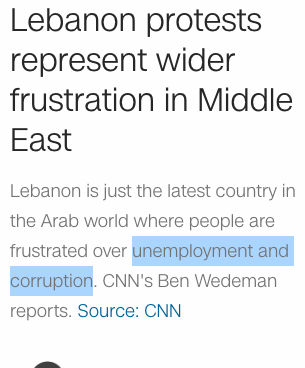 Lebanon protests
represent wider
frustration in Middle
East
Lebanon is just the latest country in
the Arab world where people are
frustrated over unemployment and
corruption. CNN's Ben Wedeman
reports. Source: CNN